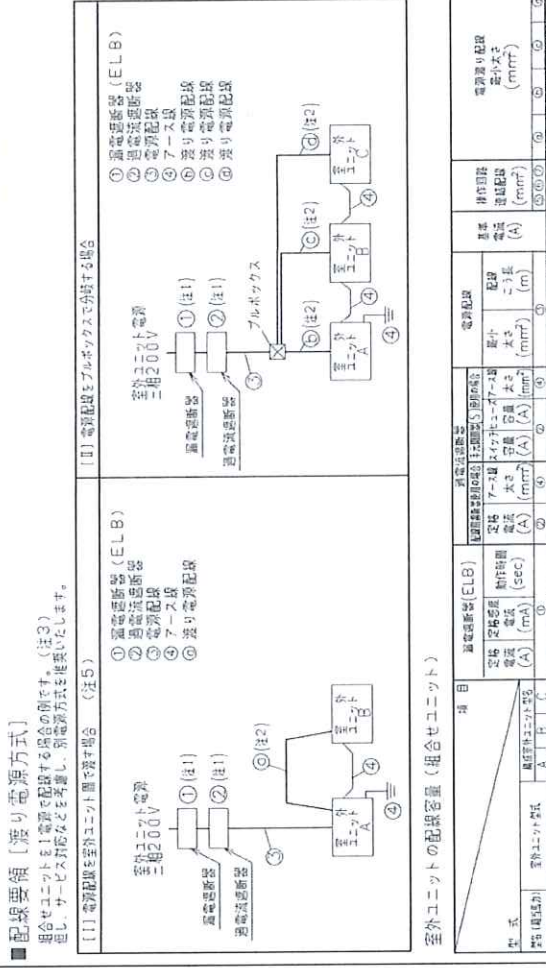 ■配線要領［渡り電源方式］
組合せユニットを1電源で配線する場合の例です。（注3）
但し、サービス対応などを考慮し、別電源方式を推奨いたします。
［Ⅰ］電源配線を室外ユニット間で渡す場合　（注5）
室外ユニット電源
三相200V
漏電遮断器
過電流遮断器
①(注1)
②(注1)
③
ⓐ(注2)
室外
ユニット
A
室外
ユニット
B
④
④
①漏電遮断器（ELB）
②過電流遮断器
③電源配線
④アース線
ⓐ渡り電源配線
［Ⅱ］電源配線をプルボックスで分岐する場合
室外ユニット電源
三相200V
漏電遮断器
過電流遮断器
①(注1)
②(注1)
③
プルボックス
ⓑ(注2)
ⓒ(注2)
ⓓ(注2)
室外
ユニット
A
室外
ユニット
B
室外
ユニット
C
④
④
④
①漏電遮断器（ELB）
②過電流遮断器
③電源配線
④アース線
ⓑ渡り電源配線
ⓒ渡り電源配線
ⓓ渡り電源配線
室外ユニットの配線容量（組合せユニット）
項目
型式
室外ユニット型式
A B C
漏電遮断器(ELB)
定格電流(A)
定格感度電流(mA)
動作時間(sec)
①
過電流遮断器
定格電流(A)
アース線太さ(mm²)
スイッチ容量(A)
ヒューズ容量(A)
アース線太さ(mm²)
② ④ ② ④
電源配線
最小太さ(mm²)
配線こう長(m)
③
基準電流(A)
操作回路連絡配線(mm²)
⑤⑥⑦
電源渡り配線
最小太さ
(mm²)
ⓐ ⓑ ⓒ ⓓ